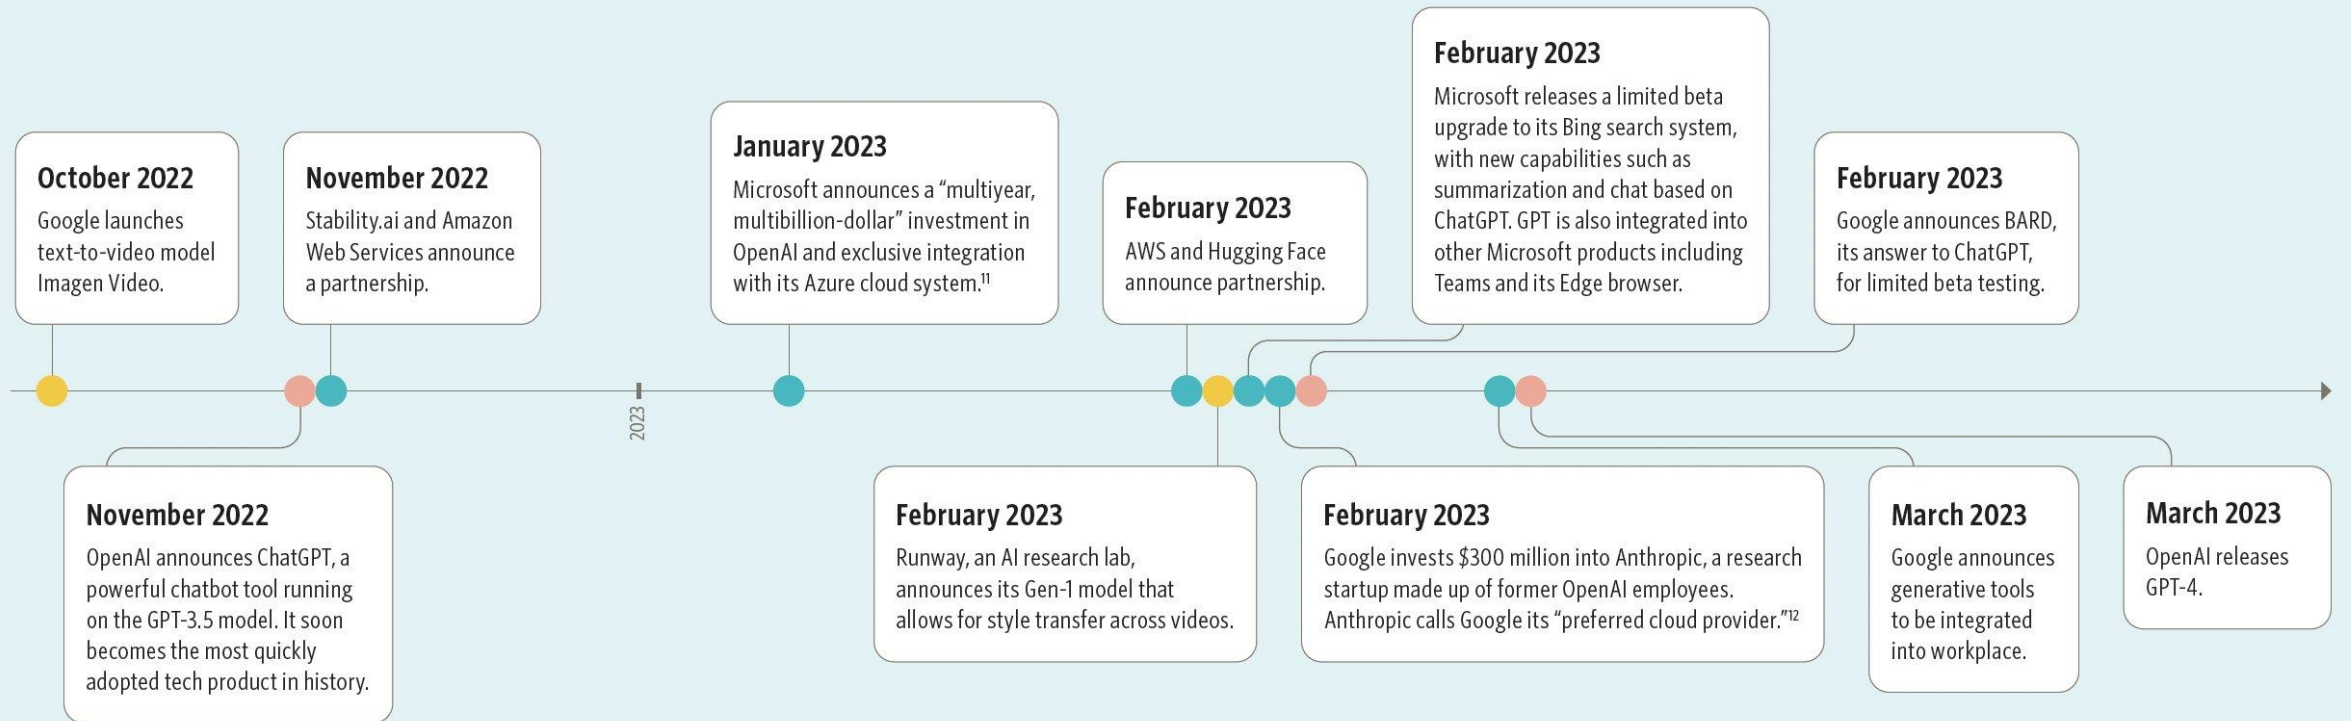 October 2022
Google launches
text-to-video model
Imagen Video.
November 2022
Stability.ai and Amazon
Web Services announce
a partnership.
January 2023
Microsoft announces a “multiyear,
multibillion-dollar” investment in
OpenAI and exclusive integration
with its Azure cloud system.¹¹
February 2023
AWS and Hugging Face
announce partnership.
February 2023
Microsoft releases a limited beta
upgrade to its Bing search system,
with new capabilities such as
summarization and chat based on
ChatGPT. GPT is also integrated into
other Microsoft products including
Teams and its Edge browser.
February 2023
Google announces BARD,
its answer to ChatGPT,
for limited beta testing.
2023
November 2022
OpenAI announces ChatGPT, a
powerful chatbot tool running
on the GPT-3.5 model. It soon
becomes the most quickly
adopted tech product in history.
February 2023
Runway, an AI research lab,
announces its Gen-1 model that
allows for style transfer across videos.
February 2023
Google invests $300 million into Anthropic, a research
startup made up of former OpenAI employees.
Anthropic calls Google its “preferred cloud provider.”¹²
March 2023
Google announces
generative tools
to be integrated
into workplace.
March 2023
OpenAI releases
GPT-4.